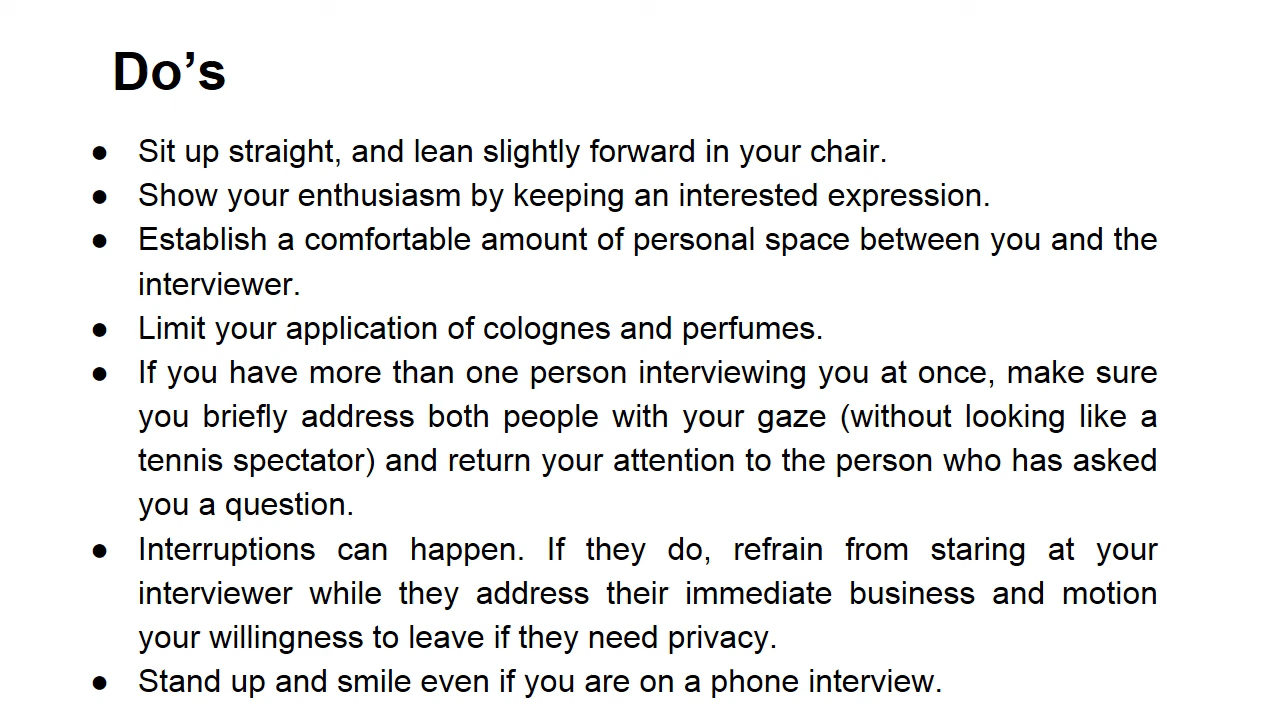 Do’s
● Sit up straight, and lean slightly forward in your chair.
● Show your enthusiasm by keeping an interested expression.
● Establish a comfortable amount of personal space between you and the
interviewer.
● Limit your application of colognes and perfumes.
● If you have more than one person interviewing you at once, make sure
you briefly address both people with your gaze (without looking like a
tennis spectator) and return your attention to the person who has asked
you a question.
● Interruptions can happen. If they do, refrain from staring at your
interviewer while they address their immediate business and motion
your willingness to leave if they need privacy.
● Stand up and smile even if you are on a phone interview.